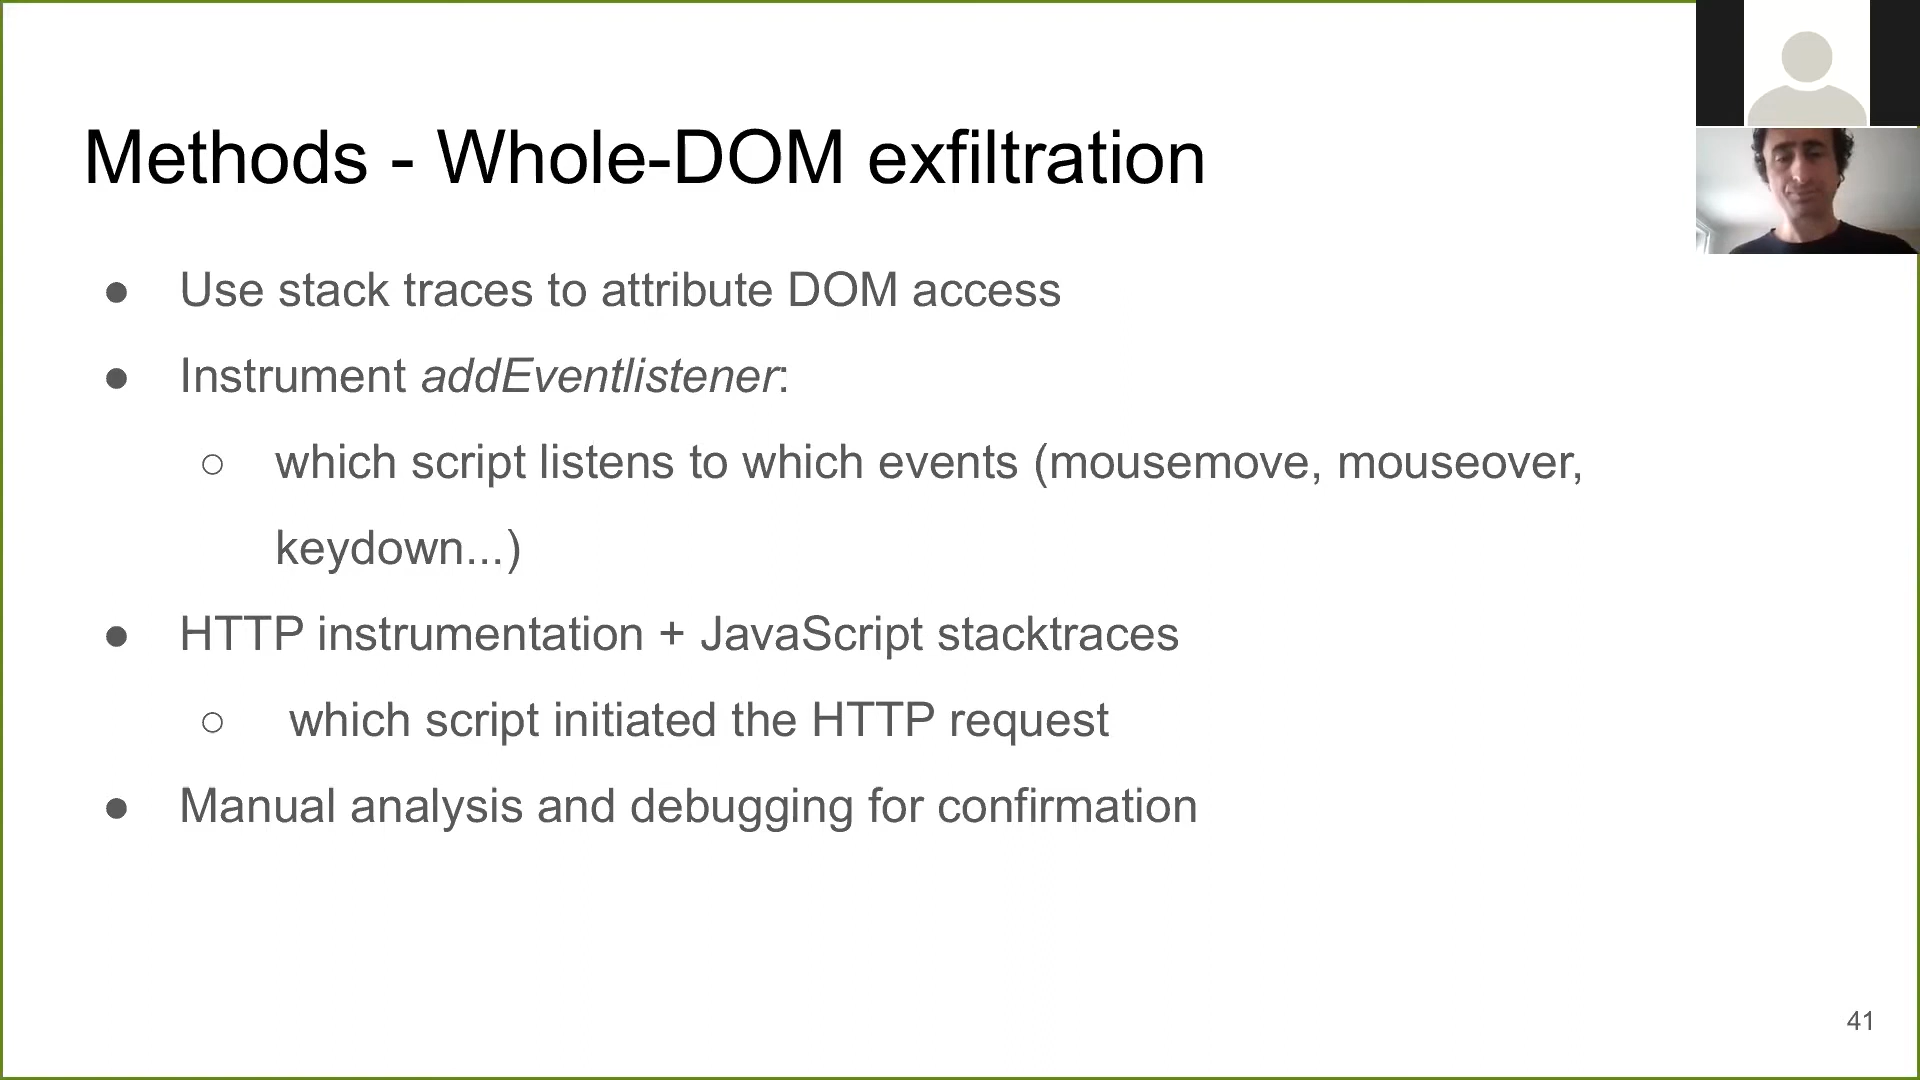 Methods - Whole-DOM exfiltration
● Use stack traces to attribute DOM access
● Instrument addEventlistener:
○ which script listens to which events (mousemove, mouseover,
keydown...)
● HTTP instrumentation + JavaScript stacktraces
○ which script initiated the HTTP request
● Manual analysis and debugging for confirmation
41